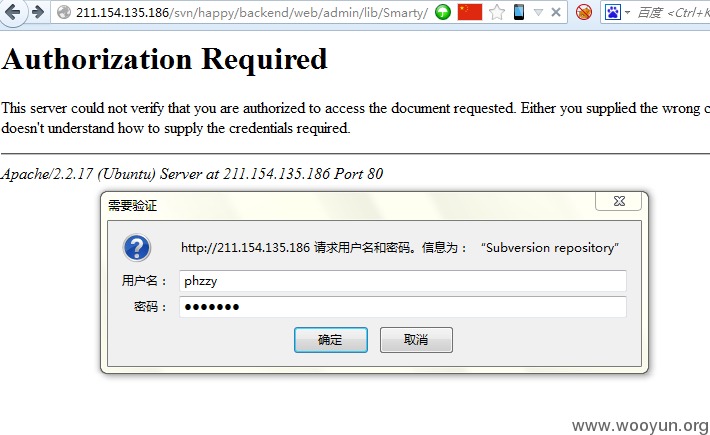 211.154.135.186/svn/happy/backend/web/admin/lib/Smarty/
百度 <Ctrl+K
Authorization Required
This server could not verify that you are authorized to access the document requested. Either you supplied the wrong c
doesn't understand how to supply the credentials required.
Apache/2.2.17 (Ubuntu) Server at 211.154.135.186 Port 80
需要验证
http://211.154.135.186 请求用户名和密码。信息为： “Subversion repository”
用户名： phzzy
密码： ●●●●●●●
确定 取消
www.wooyun.org